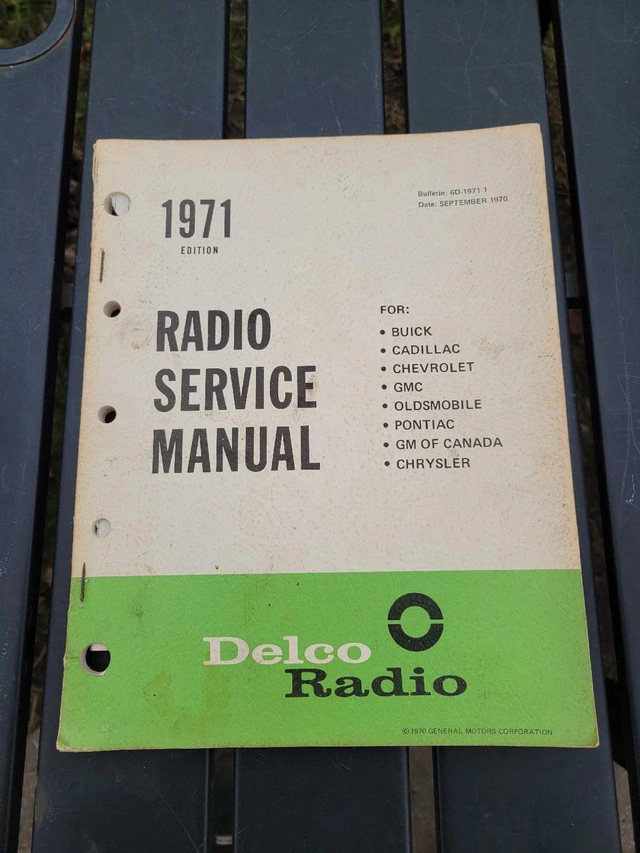 1971
EDITION
Bulletin: 6D-1971-1
Date: SEPTEMBER 1970
RADIO
SERVICE
MANUAL
FOR:
• BUICK
• CADILLAC
• CHEVROLET
• GMC
• OLDSMOBILE
• PONTIAC
• GM OF CANADA
• CHRYSLER
Delco
Radio
© 1970 GENERAL MOTORS CORPORATION